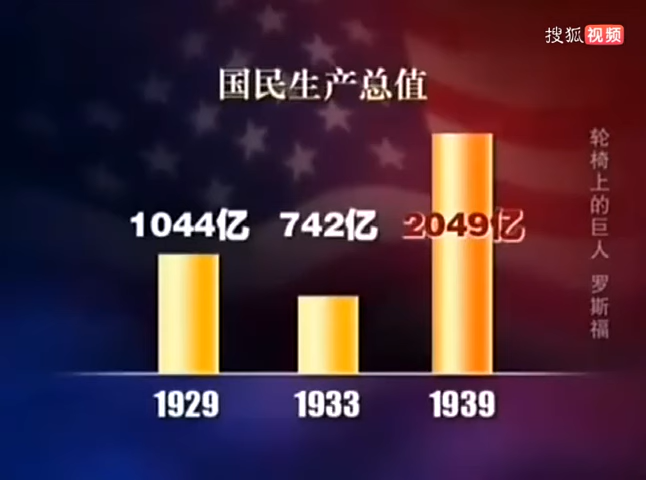 搜狐视频
国民生产总值
轮椅上的巨人 罗斯福
1044亿 742亿 2049亿
1929 1933 1939